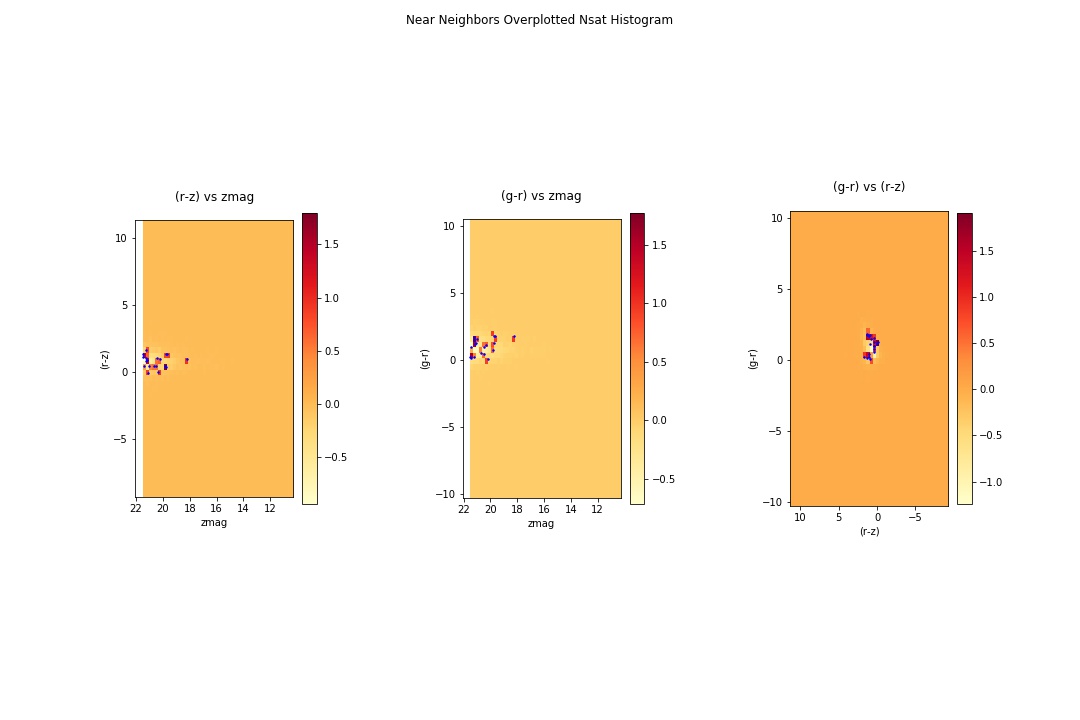 Near Neighbors Overplotted Nsat Histogram
(r-z) vs zmag
(r-z)
10
5
0
−5
22 20 18 16 14 12
zmag
1.5
1.0
0.5
0.0
−0.5
(g-r) vs zmag
(g-r)
10
5
0
−5
−10
22 20 18 16 14 12
zmag
1.5
1.0
0.5
0.0
−0.5
(g-r) vs (r-z)
(g-r)
10
5
0
−5
−10
10 5 0 −5
(r-z)
1.5
1.0
0.5
0.0
−0.5
−1.0